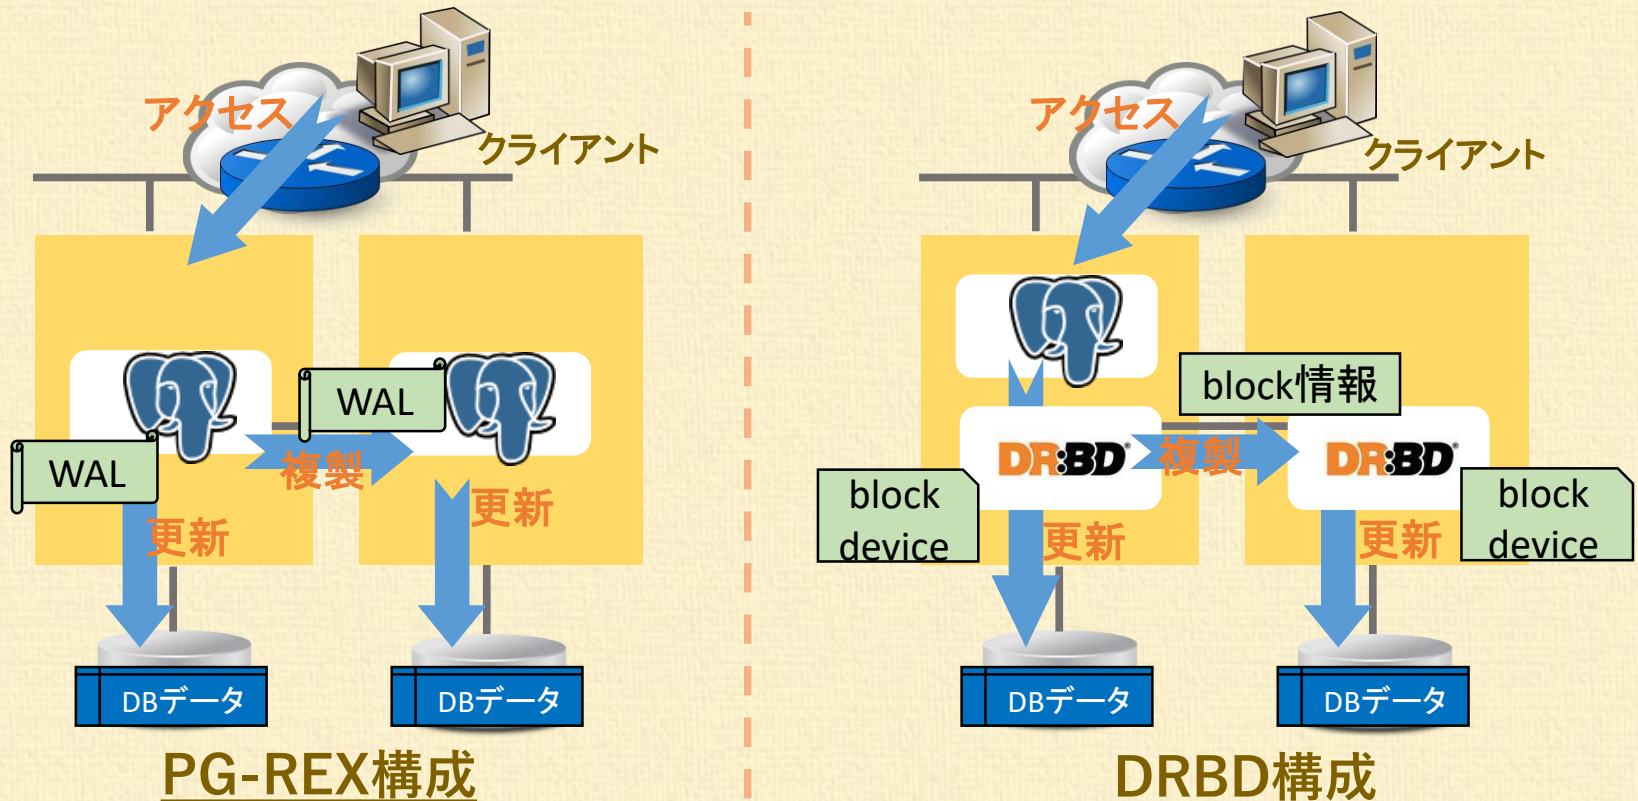 アクセス
クライアント
WAL
WAL
複製
更新
更新
DBデータ
DBデータ
PG-REX構成
アクセス
クライアント
block情報
DR:BD®
複製
DR:BD®
block
device
block
device
更新
更新
DBデータ
DBデータ
DRBD構成